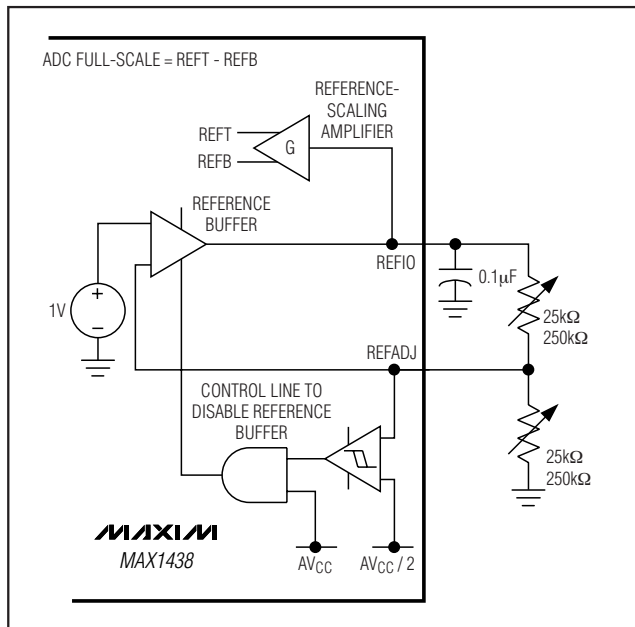 ADC FULL-SCALE = REFT - REFB
REFERENCE-
SCALING
AMPLIFIER
REFT
REFB
G
REFERENCE
BUFFER
REFIO
0.1μF
25kΩ
250kΩ
1V
+
−
REFADJ
CONTROL LINE TO
DISABLE REFERENCE
BUFFER
25kΩ
250kΩ
MAXIM
MAX1438
AVCC
AVCC / 2